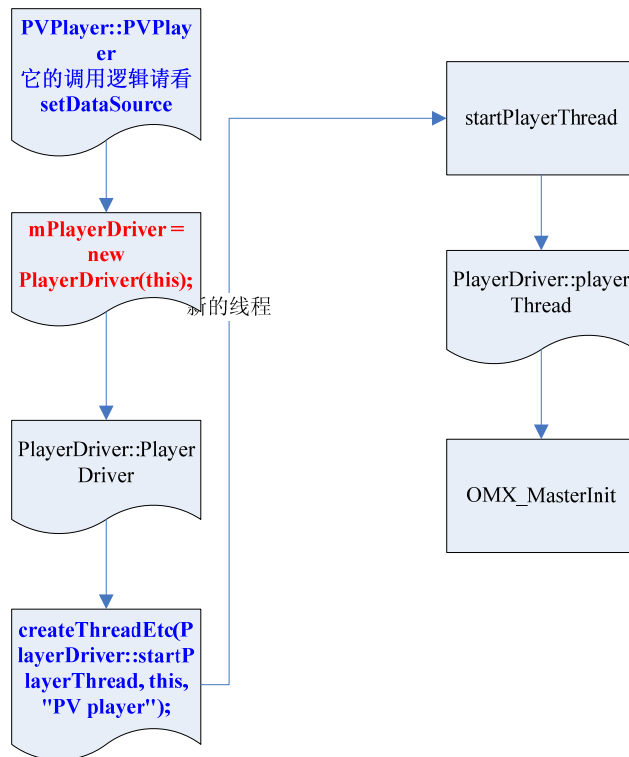 PVPlayer::PVPlay
er
它的调用逻辑请看
setDataSource
mPlayerDriver =
new
PlayerDriver(this);
新的线程
PlayerDriver::Player
Driver
createThreadEtc(P
layerDriver::startP
layerThread, this,
"PV player");
startPlayerThread
PlayerDriver::player
Thread
OMX_MasterInit